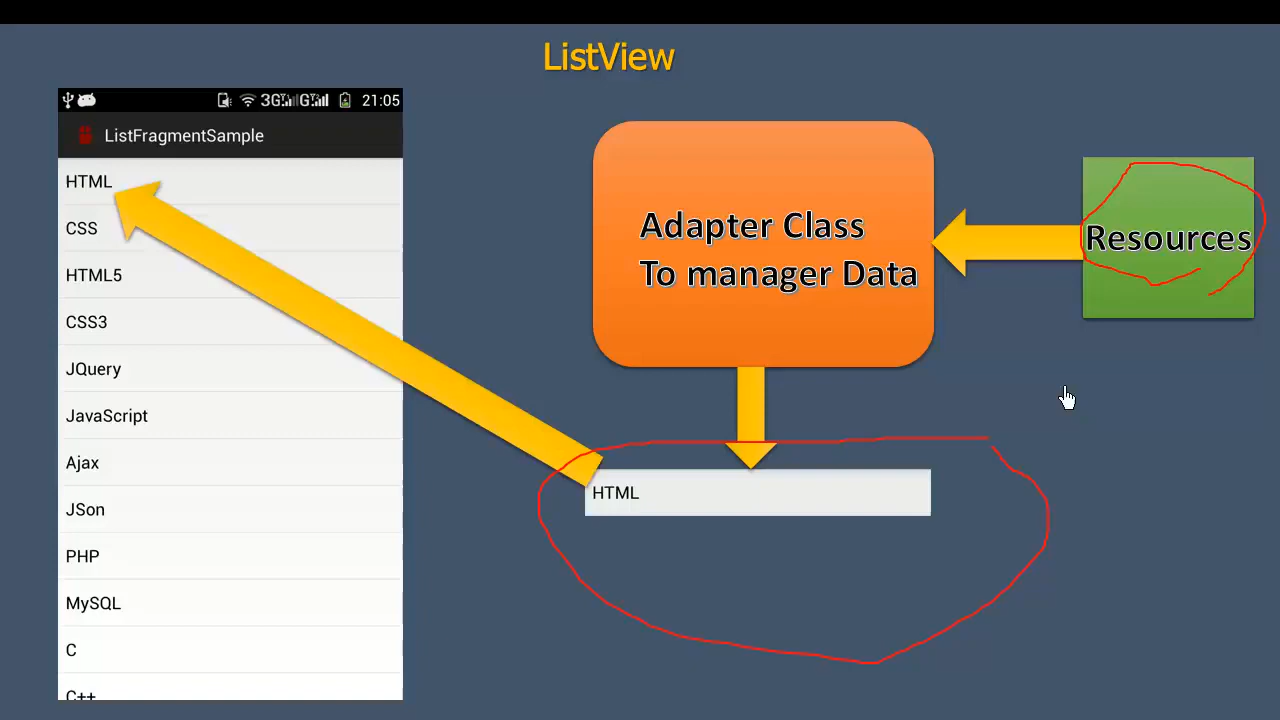 ListView
3G G 21:05
ListFragmentSample
HTML
CSS
HTML5
CSS3
JQuery
JavaScript
Ajax
JSon
PHP
MySQL
C
C++
Adapter Class
To manager Data
Resources
HTML